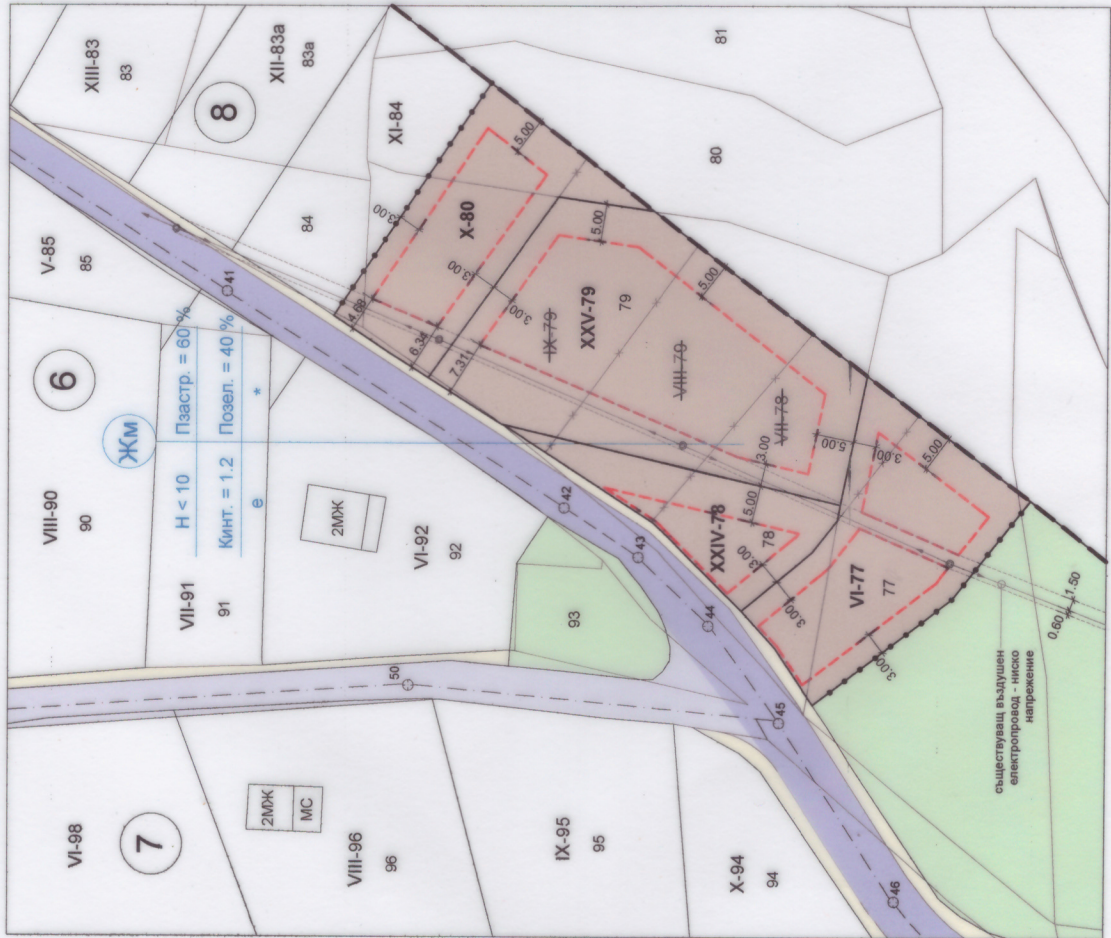 XIII-83
83
XII-83а
83а
8
XI-84
84
V-85
85
81
80
6
VIII-90
90
Жм
H < 10 Пзастр. = 60 %
Кинт. = 1.2 Позел. = 40 %
е *
VII-91
91
2МЖ
VI-92
92
93
41
42
43
44
45
46
50
X-80
3.00
5.00
4.68
6.34
7.31
3.00
3.00
IX-79
XXV-79
79
5.00
5.00
VIII-79
VII-78
5.00
3.00
5.00
3.00
5.00
XXIV-78
78
3.00
3.00
VI-77
77
3.00
VI-98
7
2МЖ
МС
VIII-96
96
IX-95
95
X-94
94
съществуващ въздушен
електропровод - ниско
напрежение
0.60
1.50